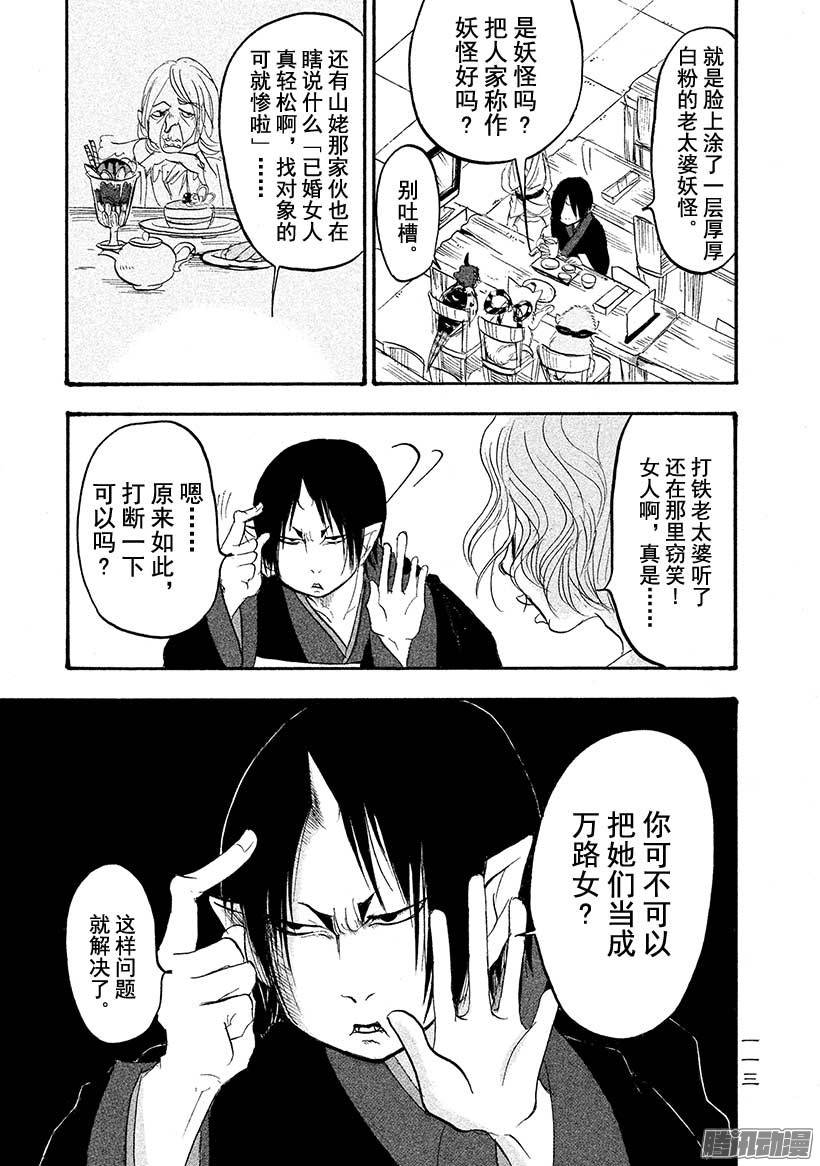 就是脸上涂了一层厚厚
白粉的老太婆妖怪。
是妖怪吗？
把人家称作
妖怪好吗？
别吐槽。
还有山姥那家伙也在
瞎说什么「已婚女人
真轻松啊，找对象的
可就惨啦」……
打铁老太婆听了
还在那里窃笑！
女人啊，真是……
嗯……
原来如此，
打断一下
可以吗？
你可不可以
把她们当成
万路女？
这样问题
就解决了。
一一三
腾讯动漫